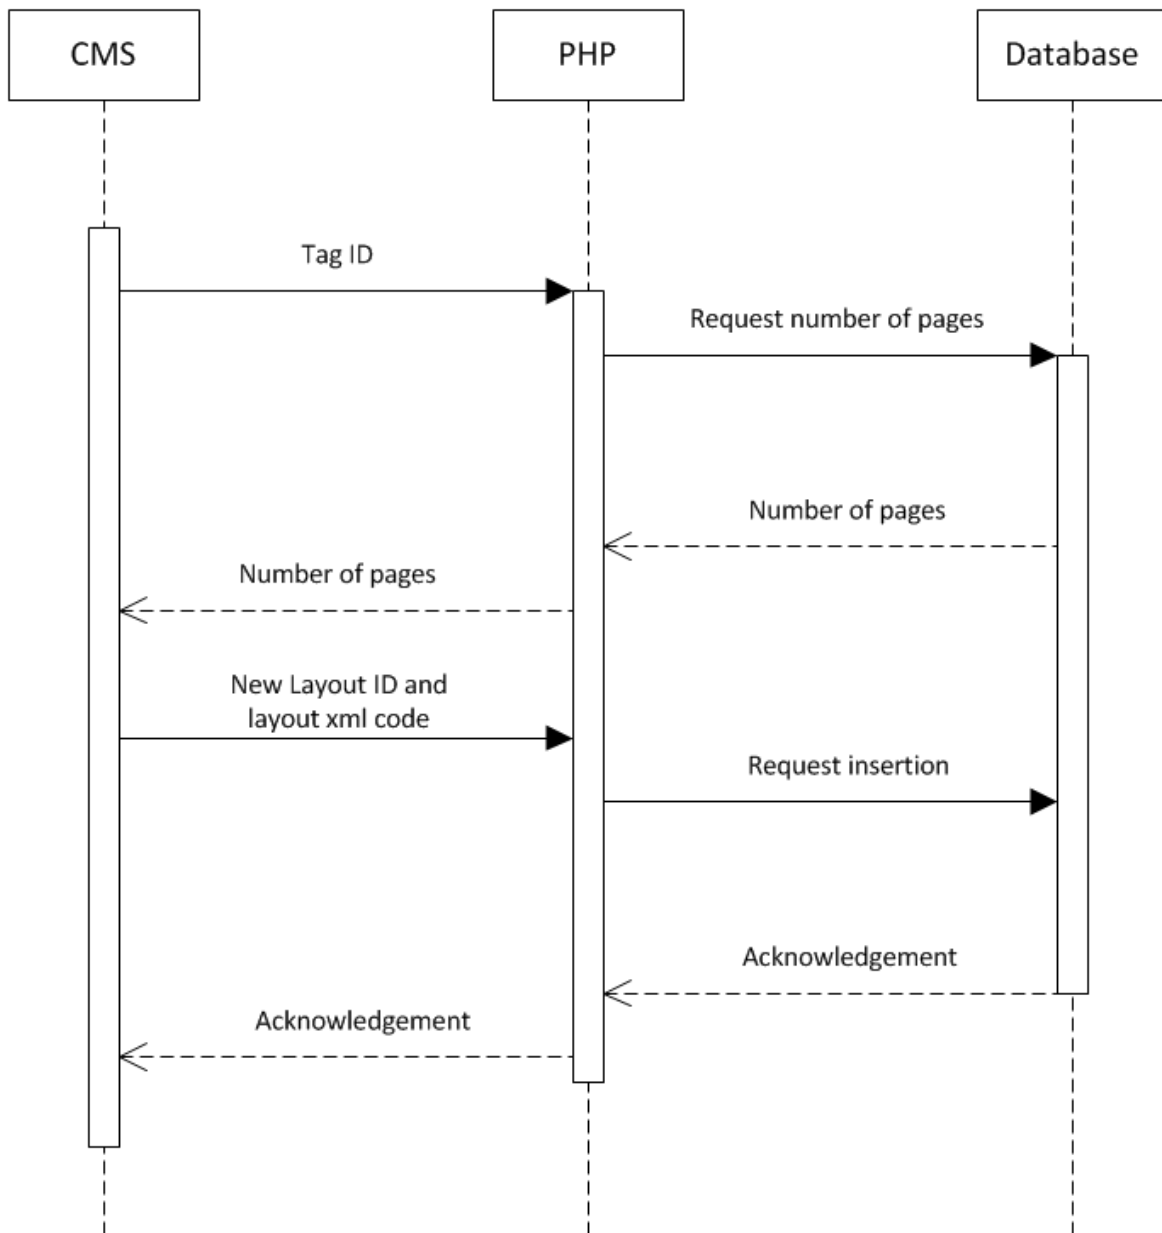 CMS
PHP
Database
Tag ID
Request number of pages
Number of pages
Number of pages
New Layout ID and
layout xml code
Request insertion
Acknowledgement
Acknowledgement